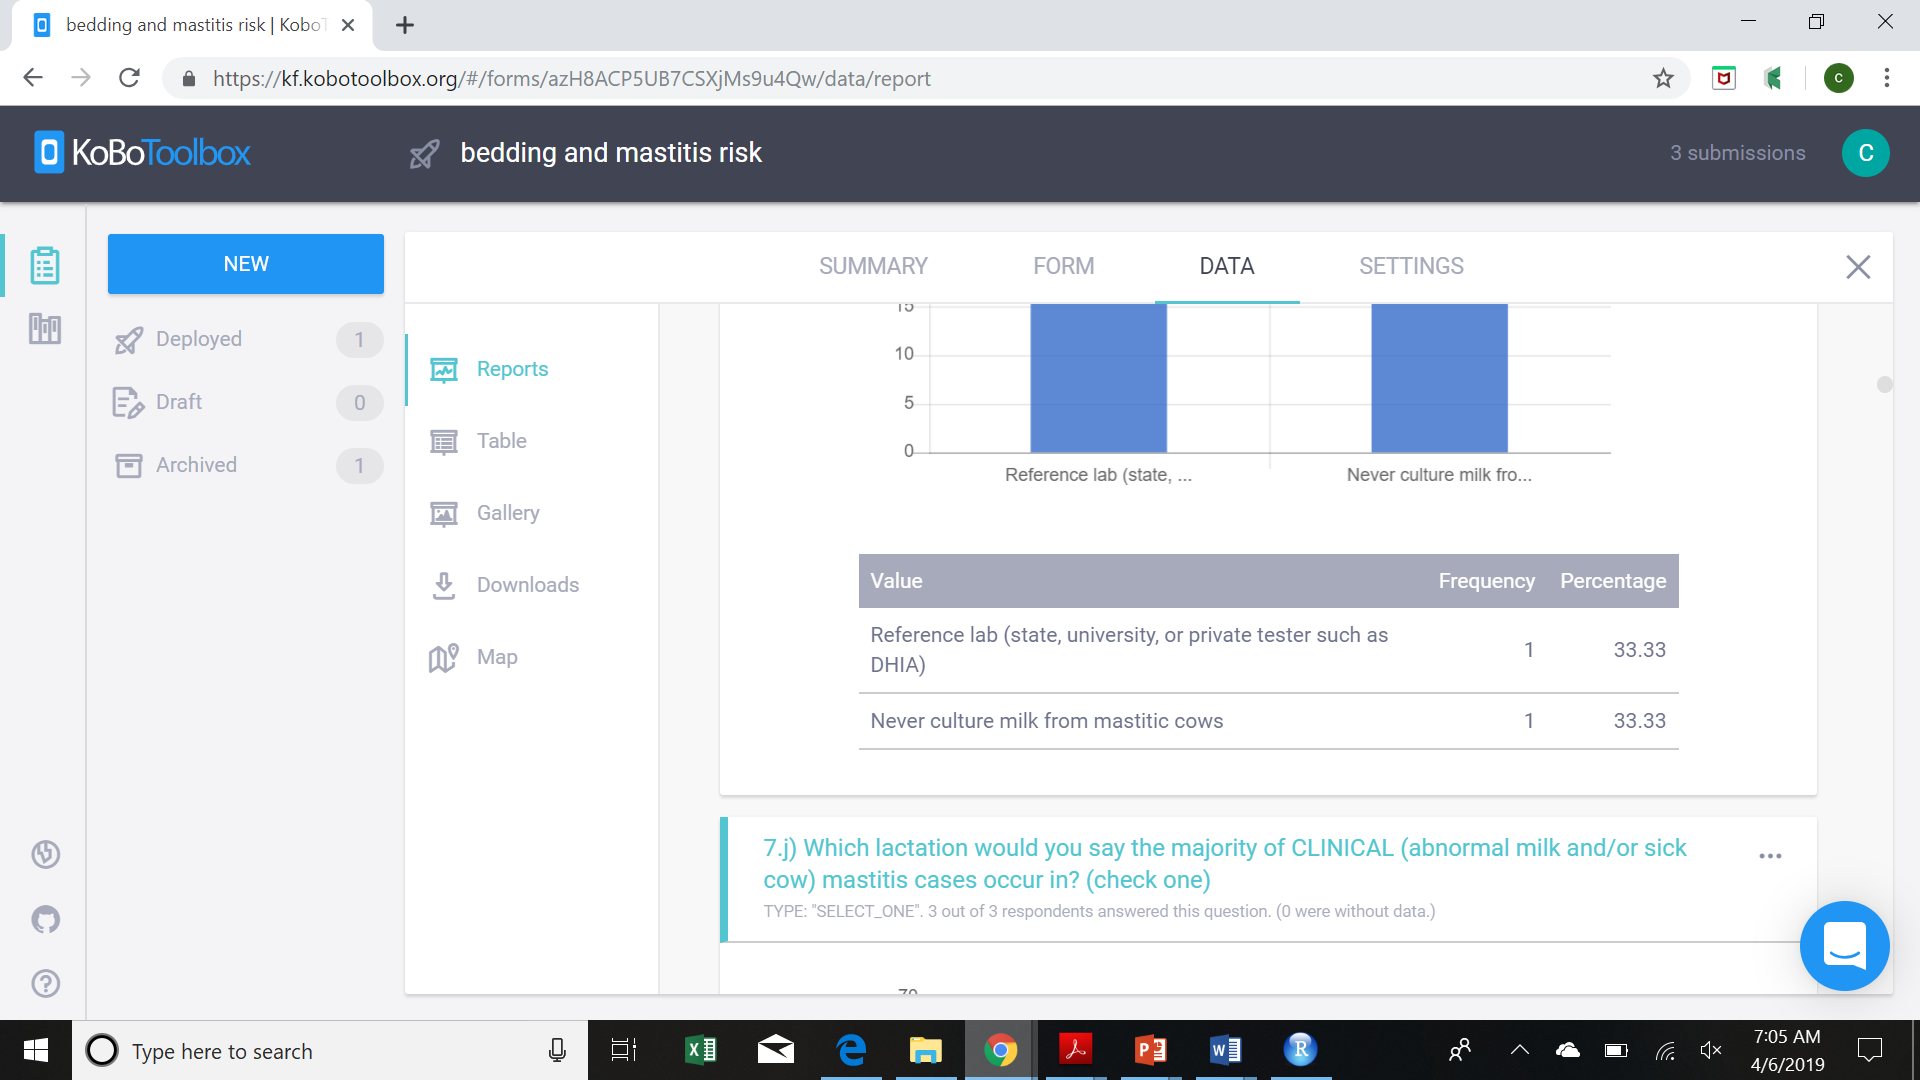 bedding and mastitis risk | KoboT
https://kf.kobotoolbox.org/#/forms/azH8ACP5UB7CSXjMs9u4Qw/data/report
C
KoBoToolbox
bedding and mastitis risk
3 submissions
C
NEW
Deployed 1
Draft 0
Archived 1
SUMMARY FORM DATA SETTINGS
Reports
Table
Gallery
Downloads
Map
15
10
5
0
Reference lab (state, ... Never culture milk fro...
Value Frequency Percentage
Reference lab (state, university, or private tester such as
DHIA) 1 33.33
Never culture milk from mastitic cows 1 33.33
7.j) Which lactation would you say the majority of CLINICAL (abnormal milk and/or sick
cow) mastitis cases occur in? (check one)
TYPE: "SELECT_ONE". 3 out of 3 respondents answered this question. (0 were without data.)
70
Type here to search
7:05 AM
4/6/2019